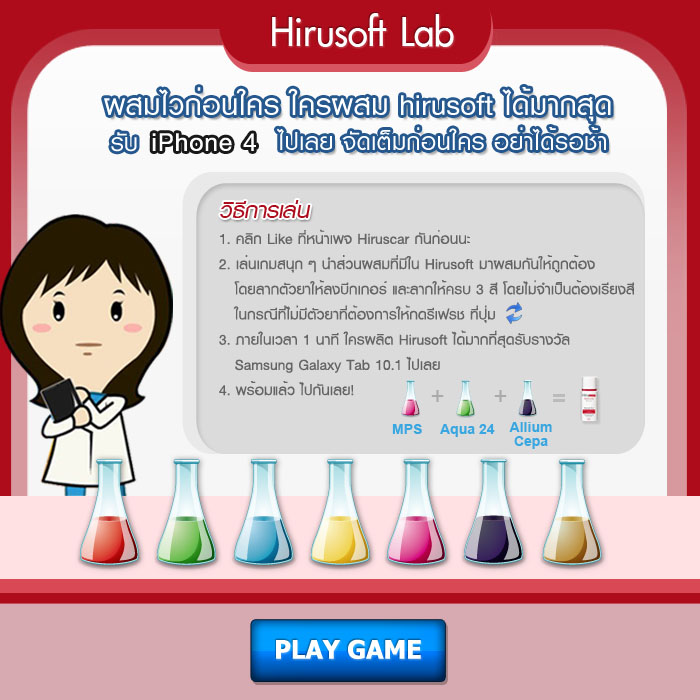 Hirusoft Lab
ผสมไวก่อนใคร ใครผสม hirusoft ได้มากสุด
รับ iPhone 4 ไปเลย จัดเต็มก่อนใคร อย่าได้รอช้า
วิธีการเล่น
1. คลิก Like ที่หน้าเพจ Hiruscar กันก่อนนะ
2. เล่นเกมสนุก ๆ นำส่วนผสมที่มีใน Hirusoft มาผสมกันให้ถูกต้อง
โดยลากตัวยาให้ลงบีกเกอร์ และลากให้ครบ 3 สี โดยไม่จำเป็นต้องเรียงสี
ในกรณีที่ไม่มีตัวยาที่ต้องการให้กดรีเฟรช ที่ปุ่ม
3. ภายในเวลา 1 นาที ใครผลิต Hirusoft ได้มากที่สุดรับรางวัล
Samsung Galaxy Tab 10.1 ไปเลย
4. พร้อมแล้ว ไปกันเลย!
+ + =
MPS Aqua 24 Allium
Cepa
PLAY GAME